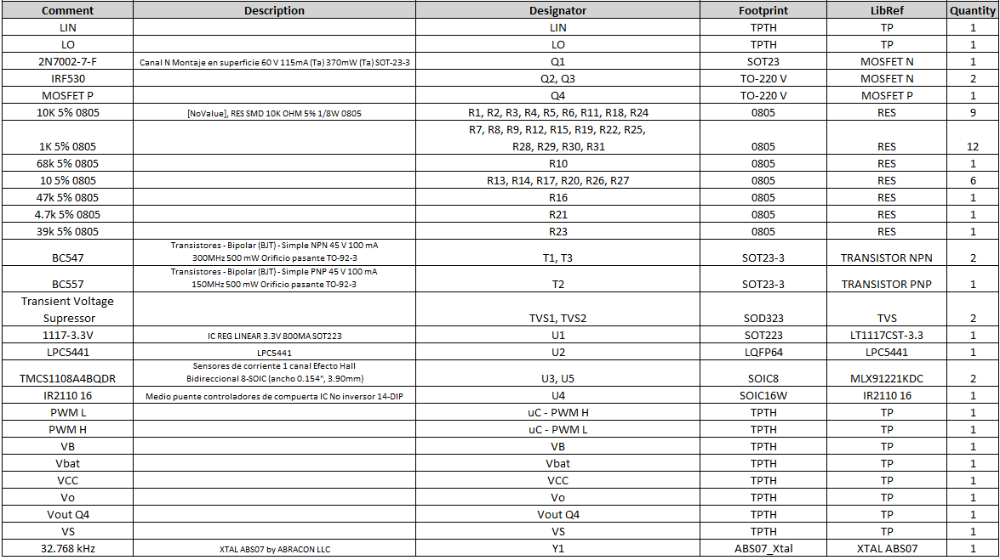 Comment Description Designator Footprint LibRef Quantity
LIN LIN TPTH TP 1
LO LO TPTH TP 1
2N7002-7-F Canal N Montaje en superficie 60 V 115mA (Ta) 370mW (Ta) SOT-23-3 Q1 SOT23 MOSFET N 1
IRF530 Q2, Q3 TO-220 V MOSFET N 2
MOSFET P Q4 TO-220 V MOSFET P 1
10K 5% 0805 [NoValue], RES SMD 10K OHM 5% 1/8W 0805 R1, R2, R3, R4, R5, R6, R11, R18, R24 0805 RES 9
R7, R8, R9, R12, R15, R19, R22, R25,
1K 5% 0805 R28, R29, R30, R31 0805 RES 12
68k 5% 0805 R10 0805 RES 1
10 5% 0805 R13, R14, R17, R20, R26, R27 0805 RES 6
47k 5% 0805 R16 0805 RES 1
4.7k 5% 0805 R21 0805 RES 1
39k 5% 0805 R23 0805 RES 1
Transistores - Bipolar (BJT) - Simple NPN 45 V 100 mA
300MHz 500 mW Orificio pasante TO-92-3
BC547 T1, T3 SOT23-3 TRANSISTOR NPN 2
Transistores - Bipolar (BJT) - Simple PNP 45 V 100 mA
150MHz 500 mW Orificio pasante TO-92-3
BC557 T2 SOT23-3 TRANSISTOR PNP 1
Transient Voltage
Supressor TVS1, TVS2 SOD323 TVS 2
1117-3.3V IC REG LINEAR 3.3V 800MA SOT223 U1 SOT223 LT1117CST-3.3 1
LPC5441 LPC5441 U2 LQFP64 LPC5441 1
Sensores de corriente 1 canal Efecto Hall
Bidireccional 8-SOIC (ancho 0.154", 3.90mm)
TMCS1108A4BQDR U3, U5 SOIC8 MLX91221KDC 2
IR2110 16 Medio puente controladores de compuerta IC No inversor 14-DIP U4 SOIC16W IR2110 16 1
PWM L uC - PWM H TPTH TP 1
PWM H uC - PWM L TPTH TP 1
VB VB TPTH TP 1
Vbat Vbat TPTH TP 1
VCC VCC TPTH TP 1
Vo Vo TPTH TP 1
Vout Q4 Vout Q4 TPTH TP 1
VS VS TPTH TP 1
32.768 kHz XTAL ABS07 by ABRACON LLC Y1 ABS07_Xtal XTAL ABS07 1